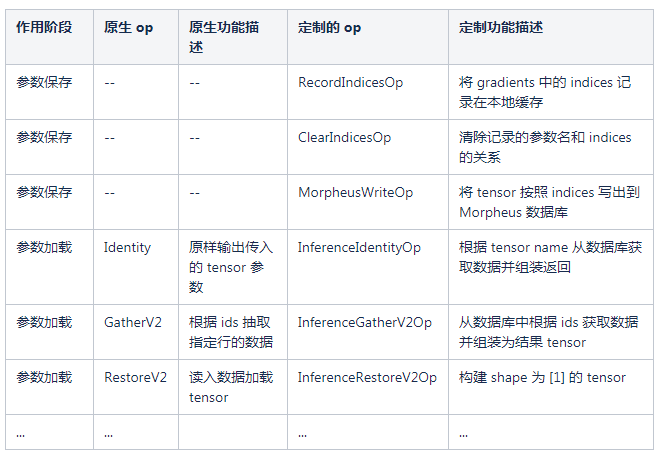 作用阶段 原生 op 原生功能描 定制的 op 定制功能描述
述
参数保存 -- -- RecordIndicesOp 将 gradients 中的 indices 记
录在本地缓存
参数保存 -- -- ClearIndicesOp 清除记录的参数名和 indices
的关系
参数保存 -- -- MorpheusWriteOp 将 tensor 按照 indices 写出到
Morpheus 数据库
参数加载 Identity 原样输出传入 InferenceIdentityOp 根据 tensor name 从数据库获
的 tensor 参 取数据并组装返回
数
参数加载 GatherV2 根据 ids 抽取 InferenceGatherV2Op 从数据库中根据 ids 获取数据
指定行的数据 并组装为结果 tensor
参数加载 RestoreV2 读入数据加载 InferenceRestoreV2Op 构建 shape 为 [1] 的 tensor
tensor
... ... ... ...